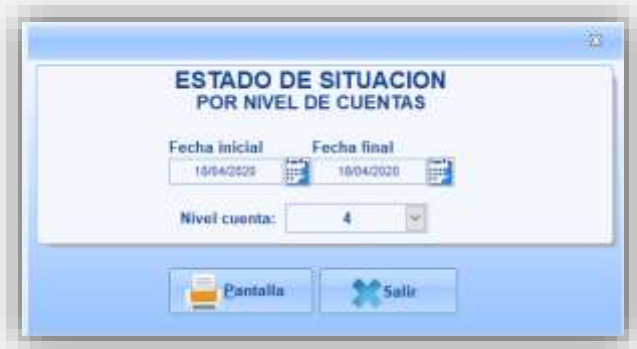 ESTADO DE SITUACION
POR NIVEL DE CUENTAS
Fecha inicial Fecha final
18/04/2020 18/04/2020
Nivel cuenta: 4
Pantalla Salir